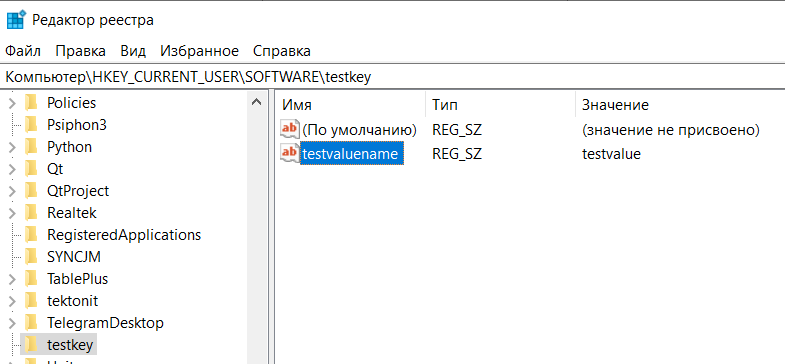 Редактор реестра
Файл Правка Вид Избранное Справка
Компьютер\HKEY_CURRENT_USER\SOFTWARE\testkey
Policies
Psiphon3
Python
Qt
QtProject
Realtek
RegisteredApplications
SYNCJM
TablePlus
tektonit
TelegramDesktop
testkey
Имя Тип Значение
(По умолчанию) REG_SZ (значение не присвоено)
testvaluename REG_SZ testvalue